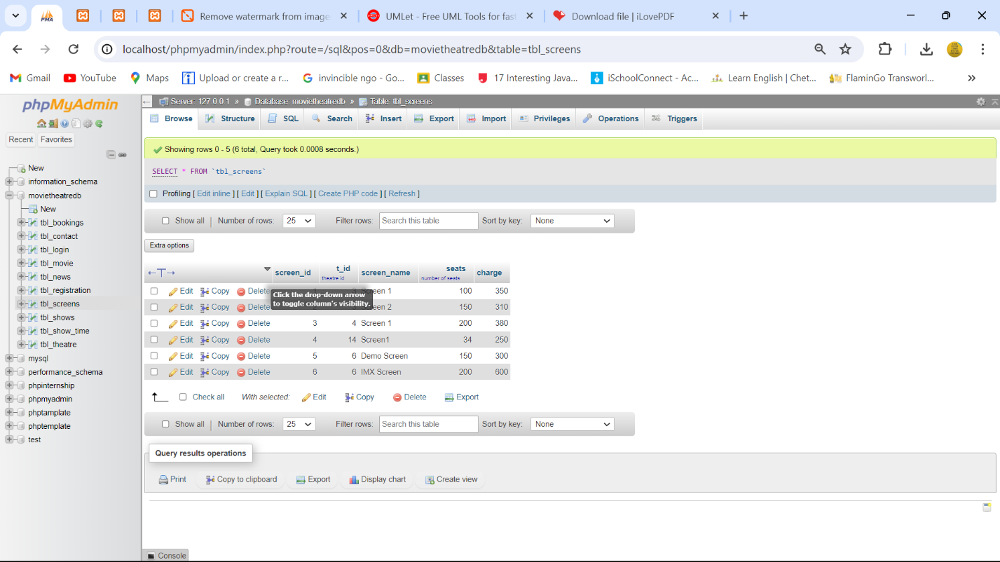 PMA
Remove watermark from image
UMLet - Free UML Tools for fast
Download file | iLovePDF
localhost/phpmyadmin/index.php?route=/sql&pos=0&db=movietheatredb&table=tbl_screens
Gmail
YouTube
Maps
Upload or create a r...
invincible ngo - Go...
Classes
17 Interesting Java...
iSchoolConnect - Ac...
Learn English | Chet...
FlaminGo Transworl...
phpMyAdmin
Recent
Favorites
New
information_schema
movietheatredb
New
tbl_bookings
tbl_contact
tbl_login
tbl_movie
tbl_news
tbl_registration
tbl_screens
tbl_shows
tbl_show_time
tbl_theatre
mysql
performance_schema
phpinternship
phpmyadmin
phptamplate
phptemplate
test
Server: 127.0.0.1 » Database: movietheatredb » Table: tbl_screens
Browse Structure SQL Search Insert Export Import Privileges Operations Triggers
Showing rows 0 - 5 (6 total, Query took 0.0008 seconds.)
SELECT * FROM `tbl_screens`
Profiling [ Edit inline ] [ Edit ] [ Explain SQL ] [ Create PHP code ] [ Refresh ]
Show all | Number of rows: 25 Filter rows: Search this table Sort by key: None
Extra options
screen_id t_id screen_name seats charge
theatre id number of seats
Edit Copy Delete Screen 1 100 350
Click the drop-down arrow
to toggle column's visibility.
Edit Copy Delete een 2 150 310
Edit Copy Delete 3 4 Screen 1 200 380
Edit Copy Delete 4 14 Screen1 34 250
Edit Copy Delete 5 6 Demo Screen 150 300
Edit Copy Delete 6 6 IMX Screen 200 600
Check all With selected: Edit Copy Delete Export
Show all | Number of rows: 25 Filter rows: Search this table Sort by key: None
Query results operations
Print Copy to clipboard Export Display chart Create view
Console